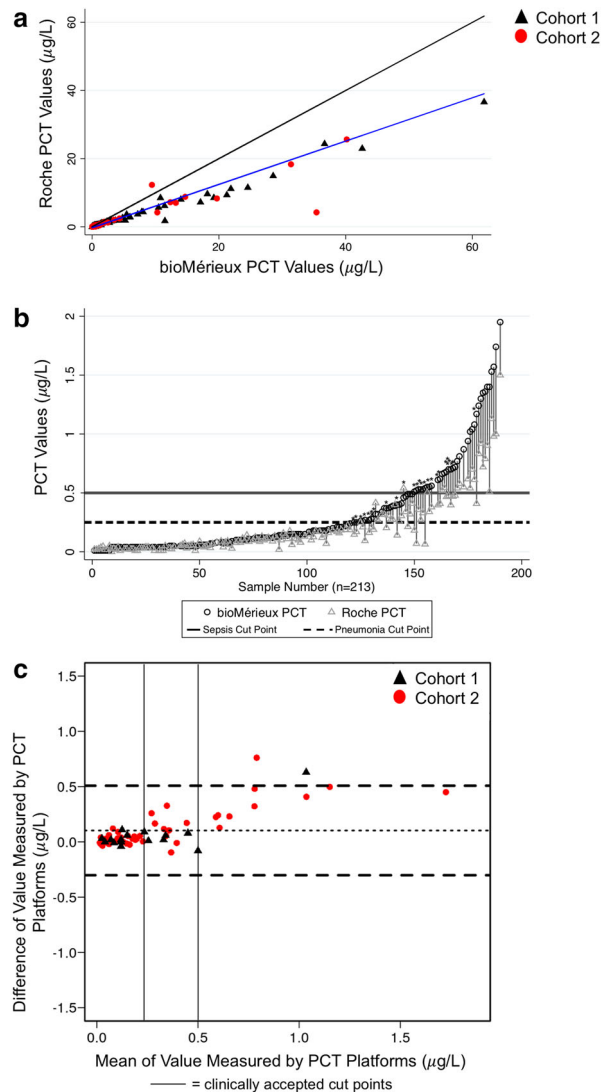 a
Cohort 1
Cohort 2
Roche PCT Values (μg/L)
60
40
20
0
0 20 40 60
bioMérieux PCT Values (μg/L)
b
PCT Values (μg/L)
2
1.5
1
0.5
0
0 50 100 150 200
Sample Number (n=213)
bioMérieux PCT Roche PCT
Sepsis Cut Point Pneumonia Cut Point
c
Cohort 1
Cohort 2
Difference of Value Measured by PCT
Platforms (μg/L)
1.5
1.0
0.5
0.0
-0.5
-1.0
-1.5
0.0 0.5 1.0 1.5
Mean of Value Measured by PCT Platforms (μg/L)
= clinically accepted cut points